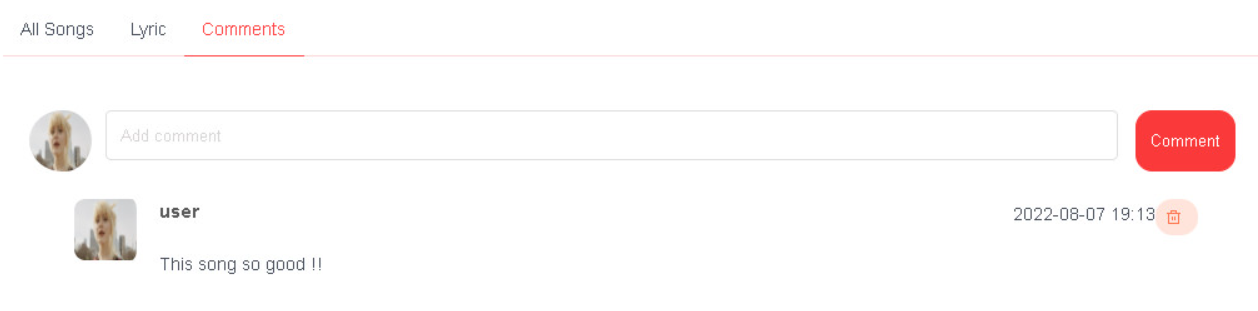 All Songs Lyric Comments
Add comment Comment
user 2022-08-07 19:13
This song so good !!